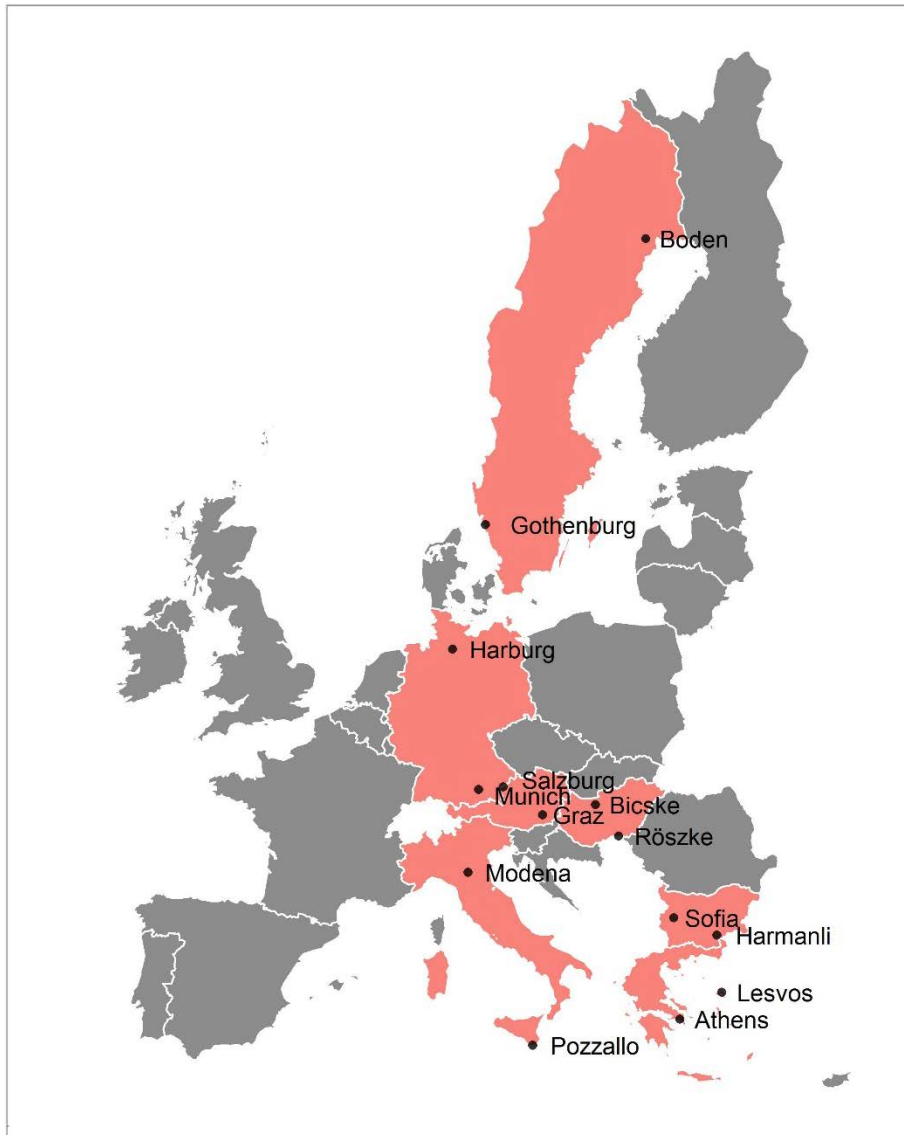 Boden
Gothenburg
Harburg
Salzburg
Munich
Bicske
Graz
Röszke
Modena
Sofia
Harmanli
Lesvos
Athens
Pozzallo